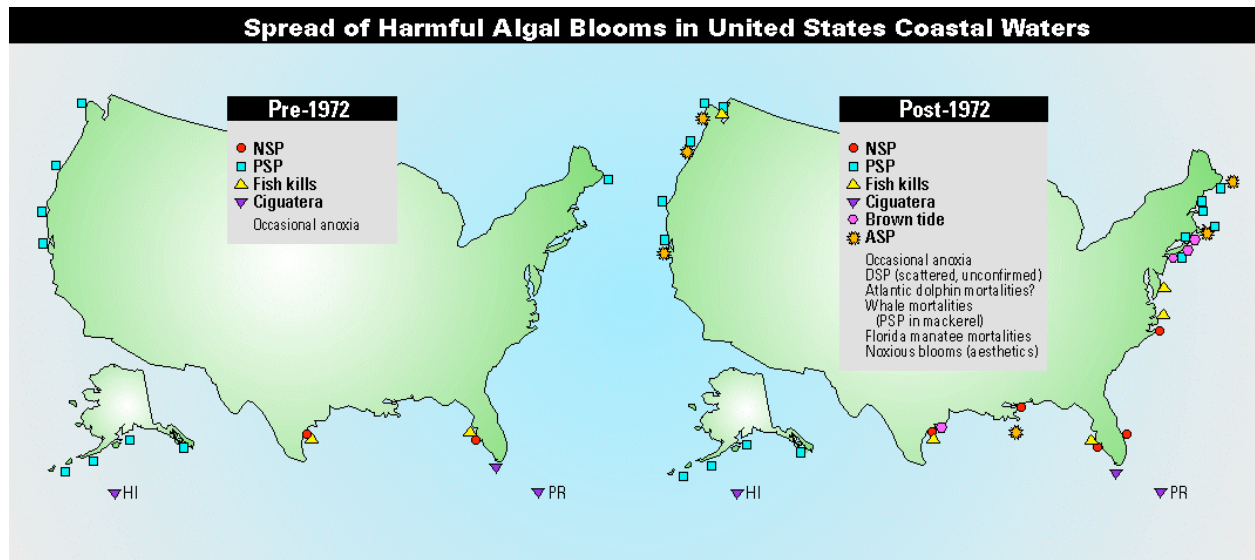 Spread of Harmful Algal Blooms in United States Coastal Waters
Pre-1972
NSP
PSP
Fish kills
Ciguatera
Occasional anoxia
HI
PR
Post-1972
NSP
PSP
Fish kills
Ciguatera
Brown tide
ASP
Occasional anoxia
DSP (scattered, unconfirmed)
Atlantic dolphin mortalities?
Whale mortalities
(PSP in mackerel)
Florida manatee mortalities
Noxious blooms (aesthetics)
HI
PR